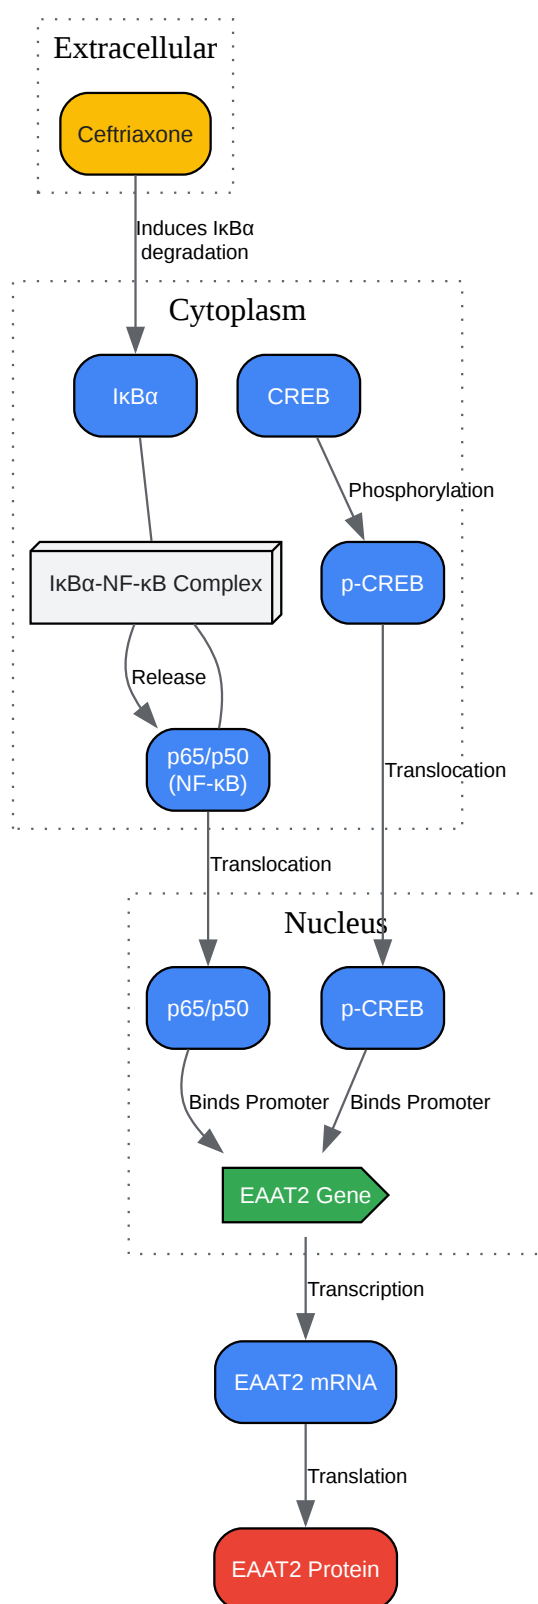 Extracellular
Ceftriaxone
Induces IκBα
degradation
Cytoplasm
IκBα
CREB
Phosphorylation
IκBα-NF-κB Complex
p-CREB
Release
p65/p50
(NF-κB)
Translocation
Translocation
Nucleus
p65/p50
p-CREB
Binds Promoter
Binds Promoter
EAAT2 Gene
Transcription
EAAT2 mRNA
Translation
EAAT2 Protein